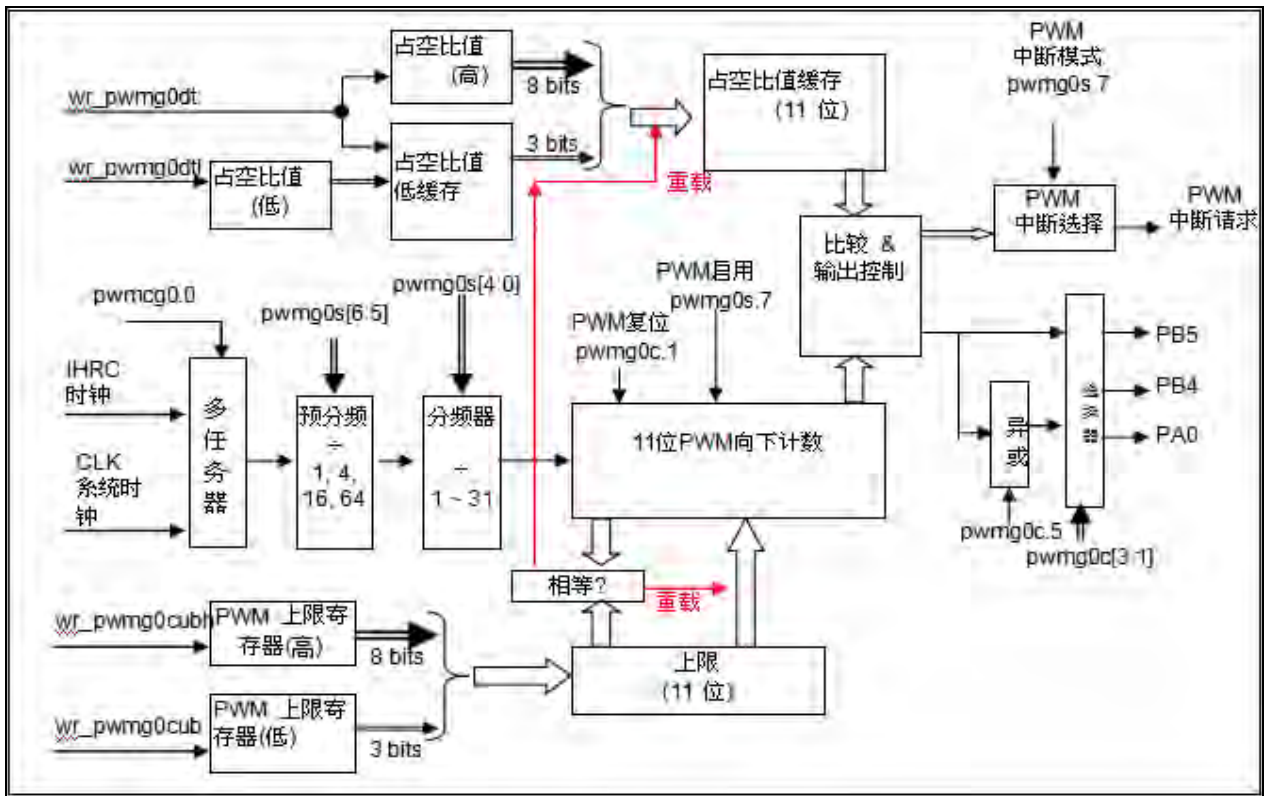 占空比值
(高)
8 bits
wr_pwmg0dt
占空比值
低缓存
3 bits
wr_pwmg0dtl
占空比值
(低)
占空比值缓存
(11 位)
重载
PWM
中断模式
pwmg0s.7
PWM
中断选择
PWM
中断请求
比较 &
输出控制
PWM启用
pwmg0s.7
PWM复位
pwmg0c.1
pwmcg0.0
pwmg0s[6:5]
pwmg0s[4:0]
IHRC
时钟
CLK
系统时
钟
多
任
务
器
预分频
÷
1, 4,
16, 64
分频器
÷
1 ~ 31
11位PWM向下计数
异
或
PB5
PB4
PA0
pwmg0c.5
pwmg0c[3:1]
相等?
重载
wr_pwmg0cubh
PWM 上限寄
存器(高)
8 bits
wr_pwmg0cub
PWM 上限寄
存器(低)
3 bits
上限
(11 位)